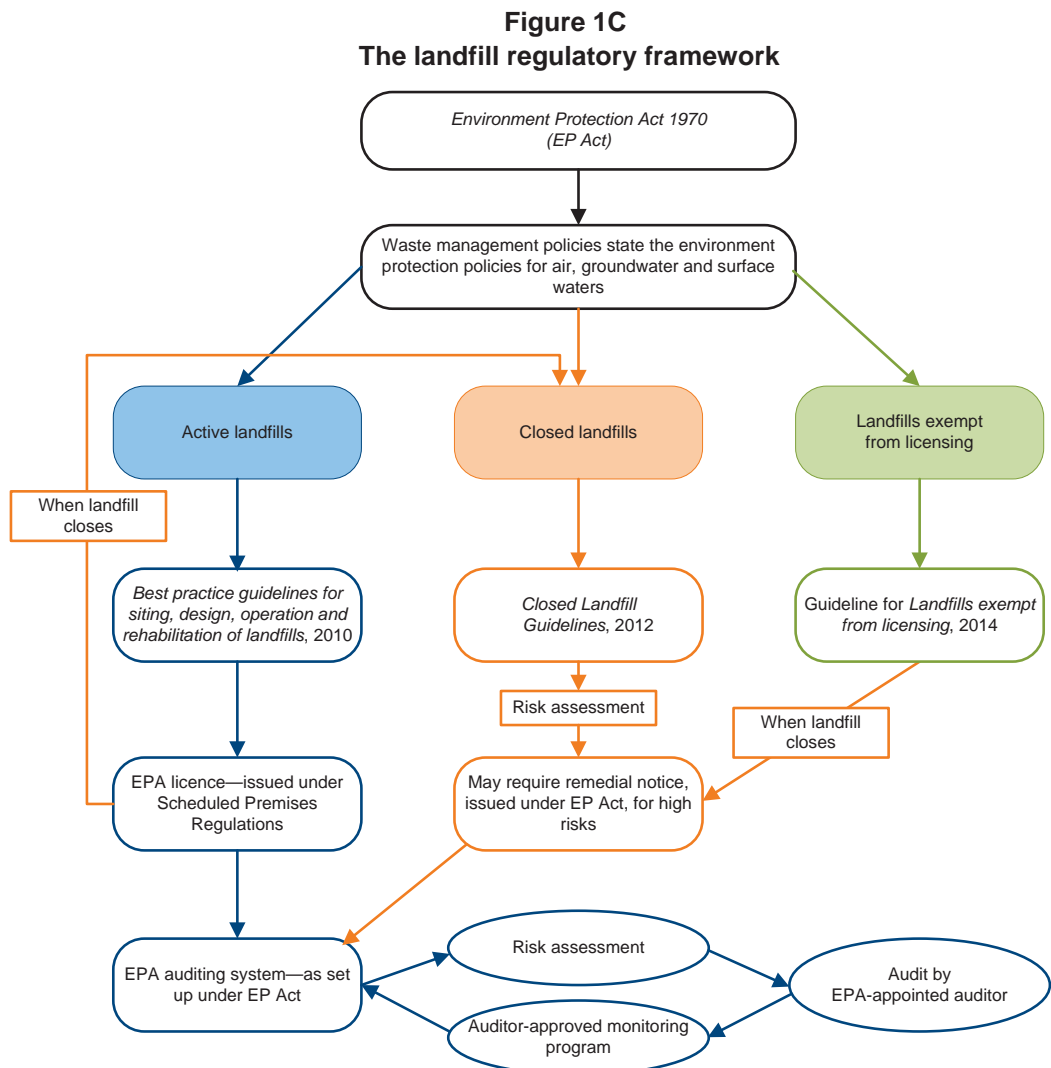 Figure 1C
The landfill regulatory framework
Environment Protection Act 1970
(EP Act)
Waste management policies state the environment
protection policies for air, groundwater and surface
waters
Active landfills
Closed landfills
Landfills exempt
from licensing
When landfill
closes
Best practice guidelines for
siting, design, operation and
rehabilitation of landfills, 2010
Closed Landfill
Guidelines, 2012
Guideline for Landfills exempt
from licensing, 2014
Risk assessment
When landfill
closes
EPA licence—issued under
Scheduled Premises
Regulations
May require remedial notice,
issued under EP Act, for high
risks
EPA auditing system—as set
up under EP Act
Risk assessment
Audit by
EPA-appointed auditor
Auditor-approved monitoring
program